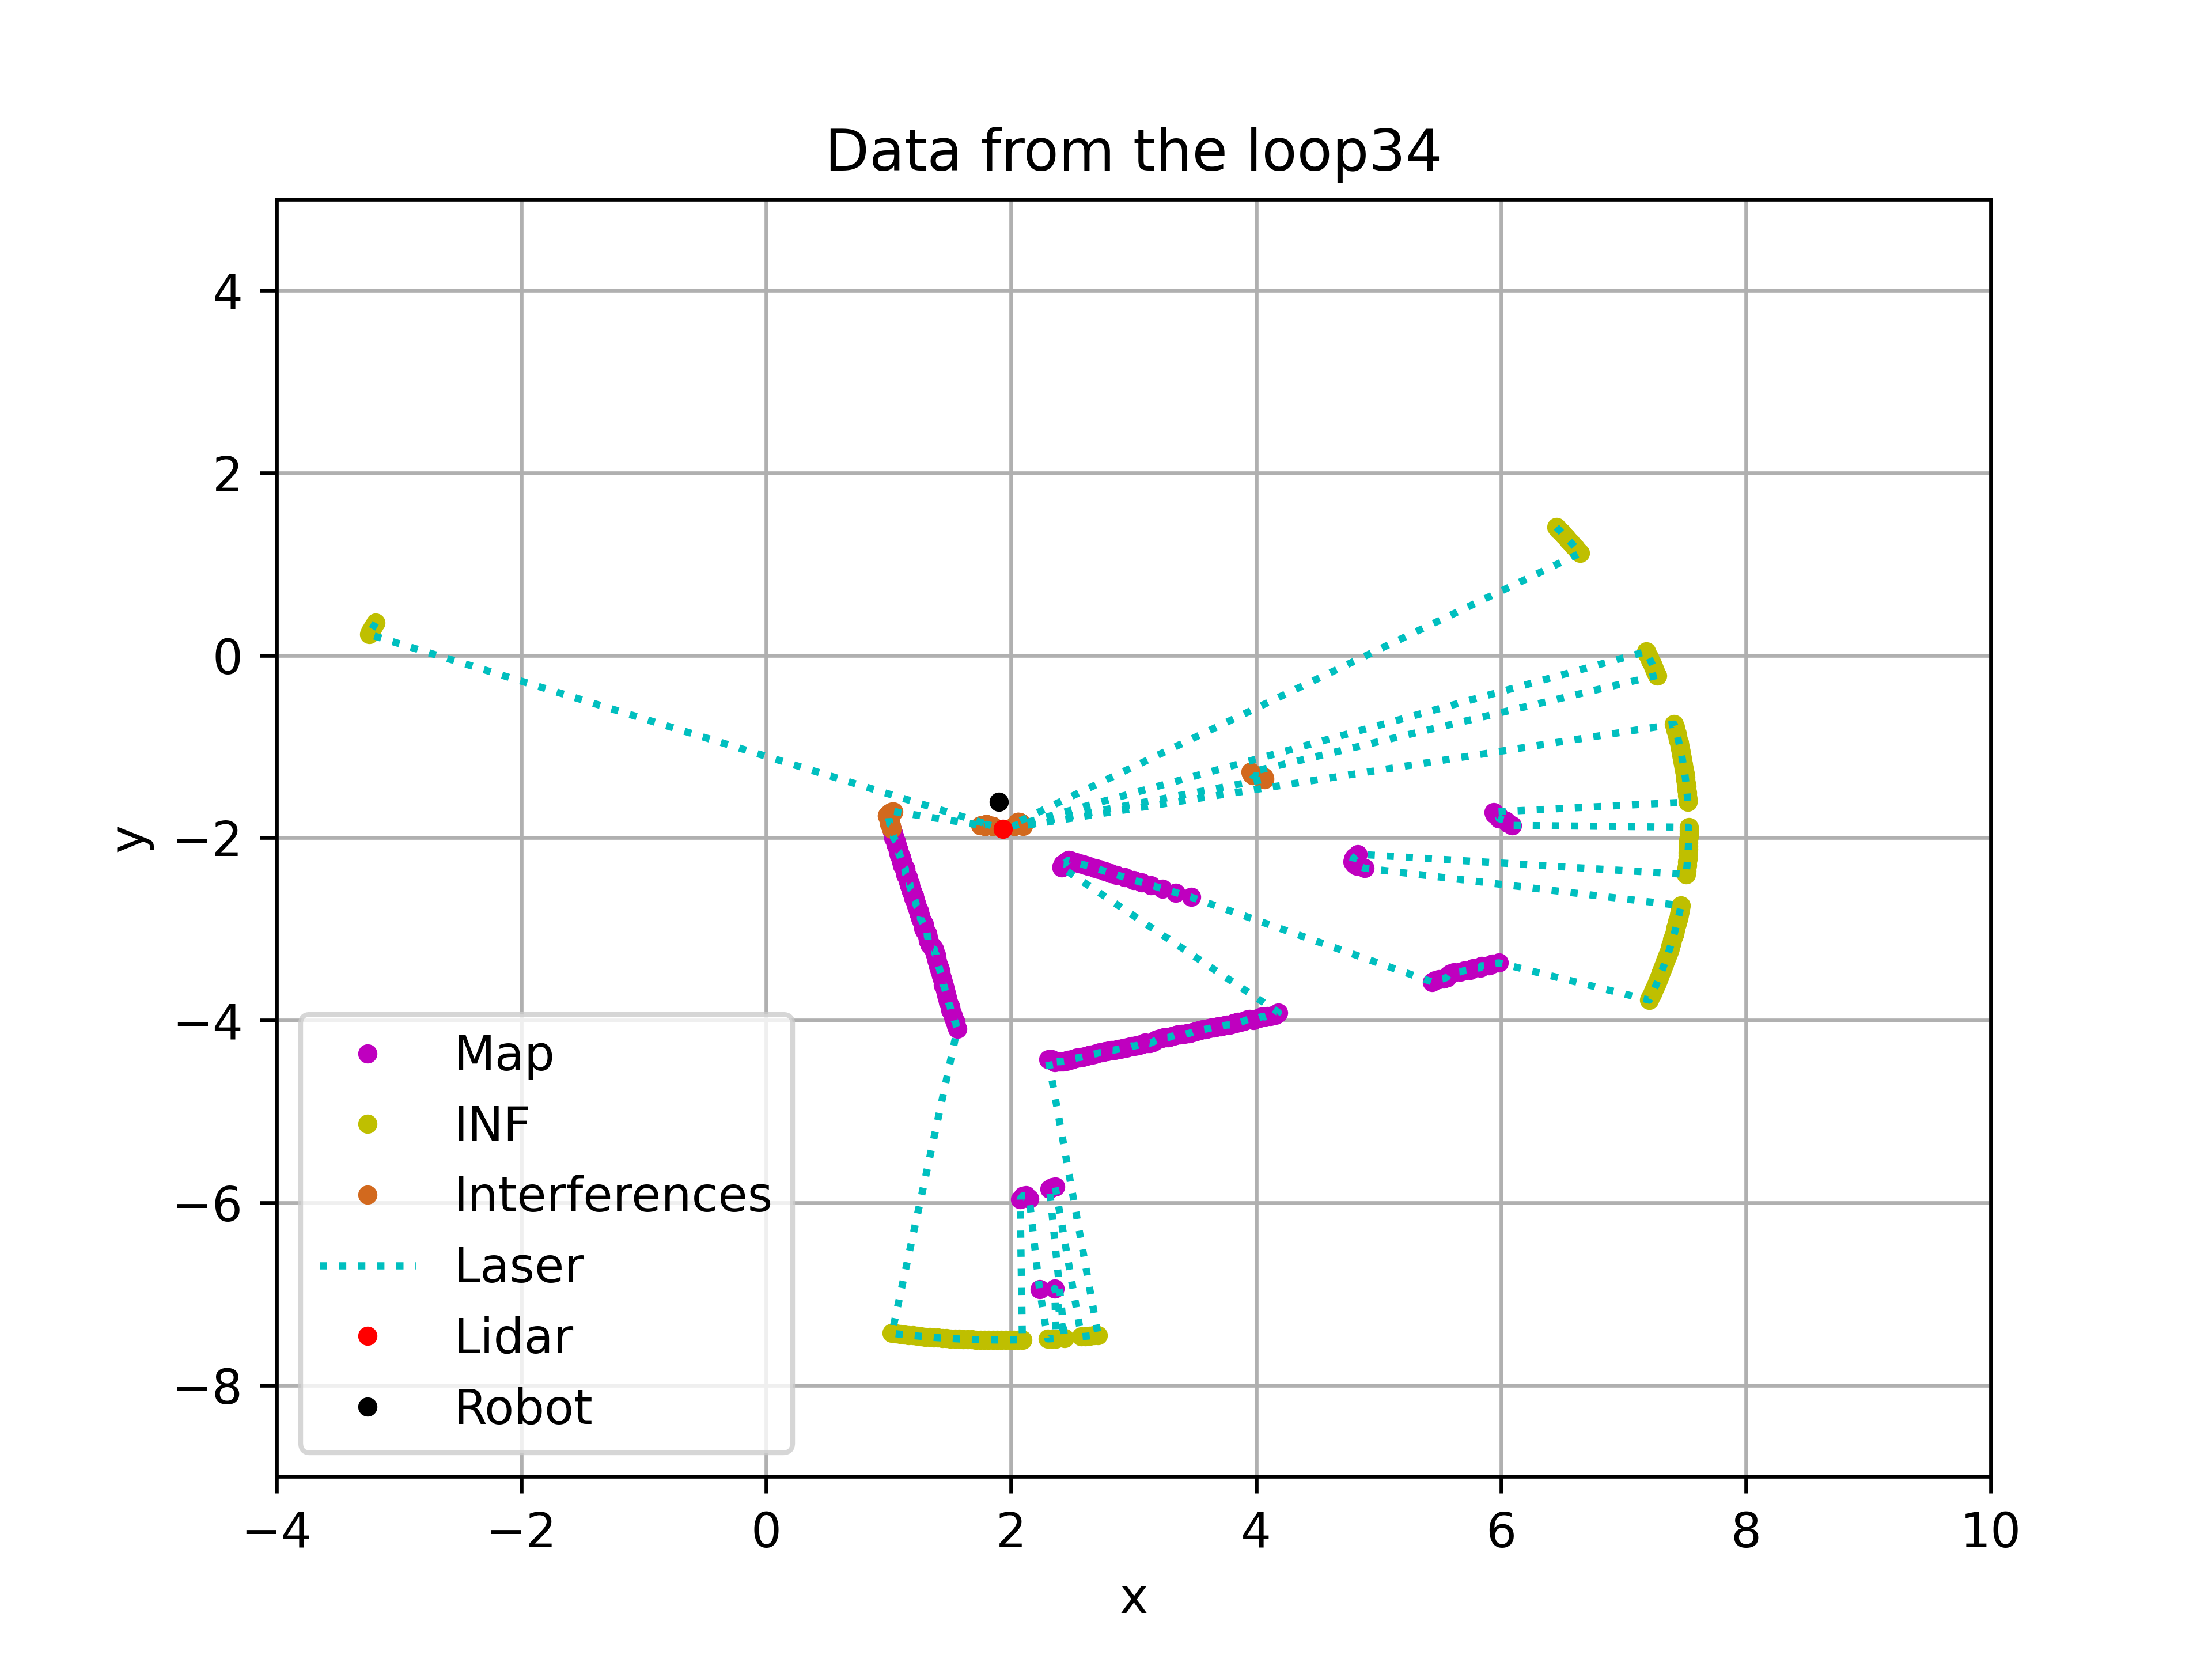 Data from the loop34
4
2
0
−2
−4
−6
−8
y
Map
INF
Interferences
Laser
Lidar
Robot
−4 −2 0 2 4 6 8 10
x